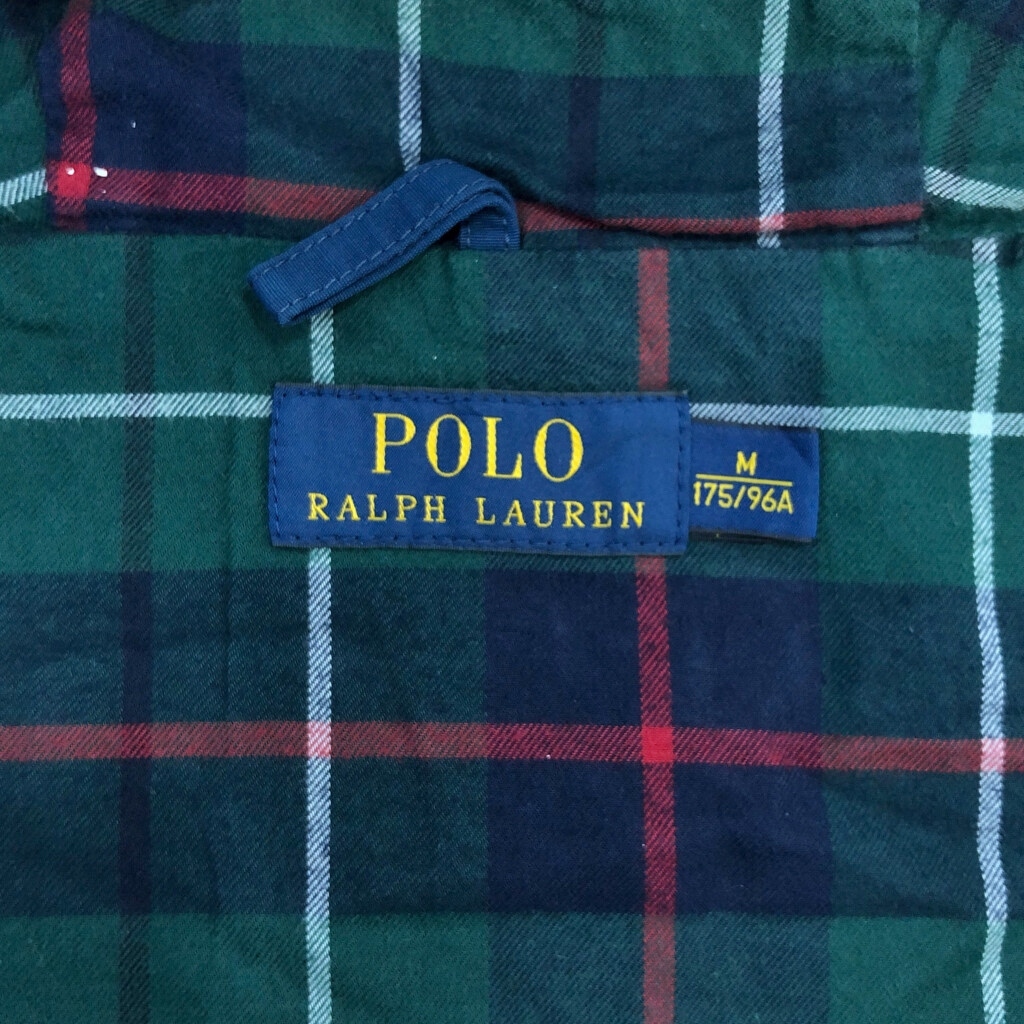 POLO
RALPH LAUREN
M
175/96A